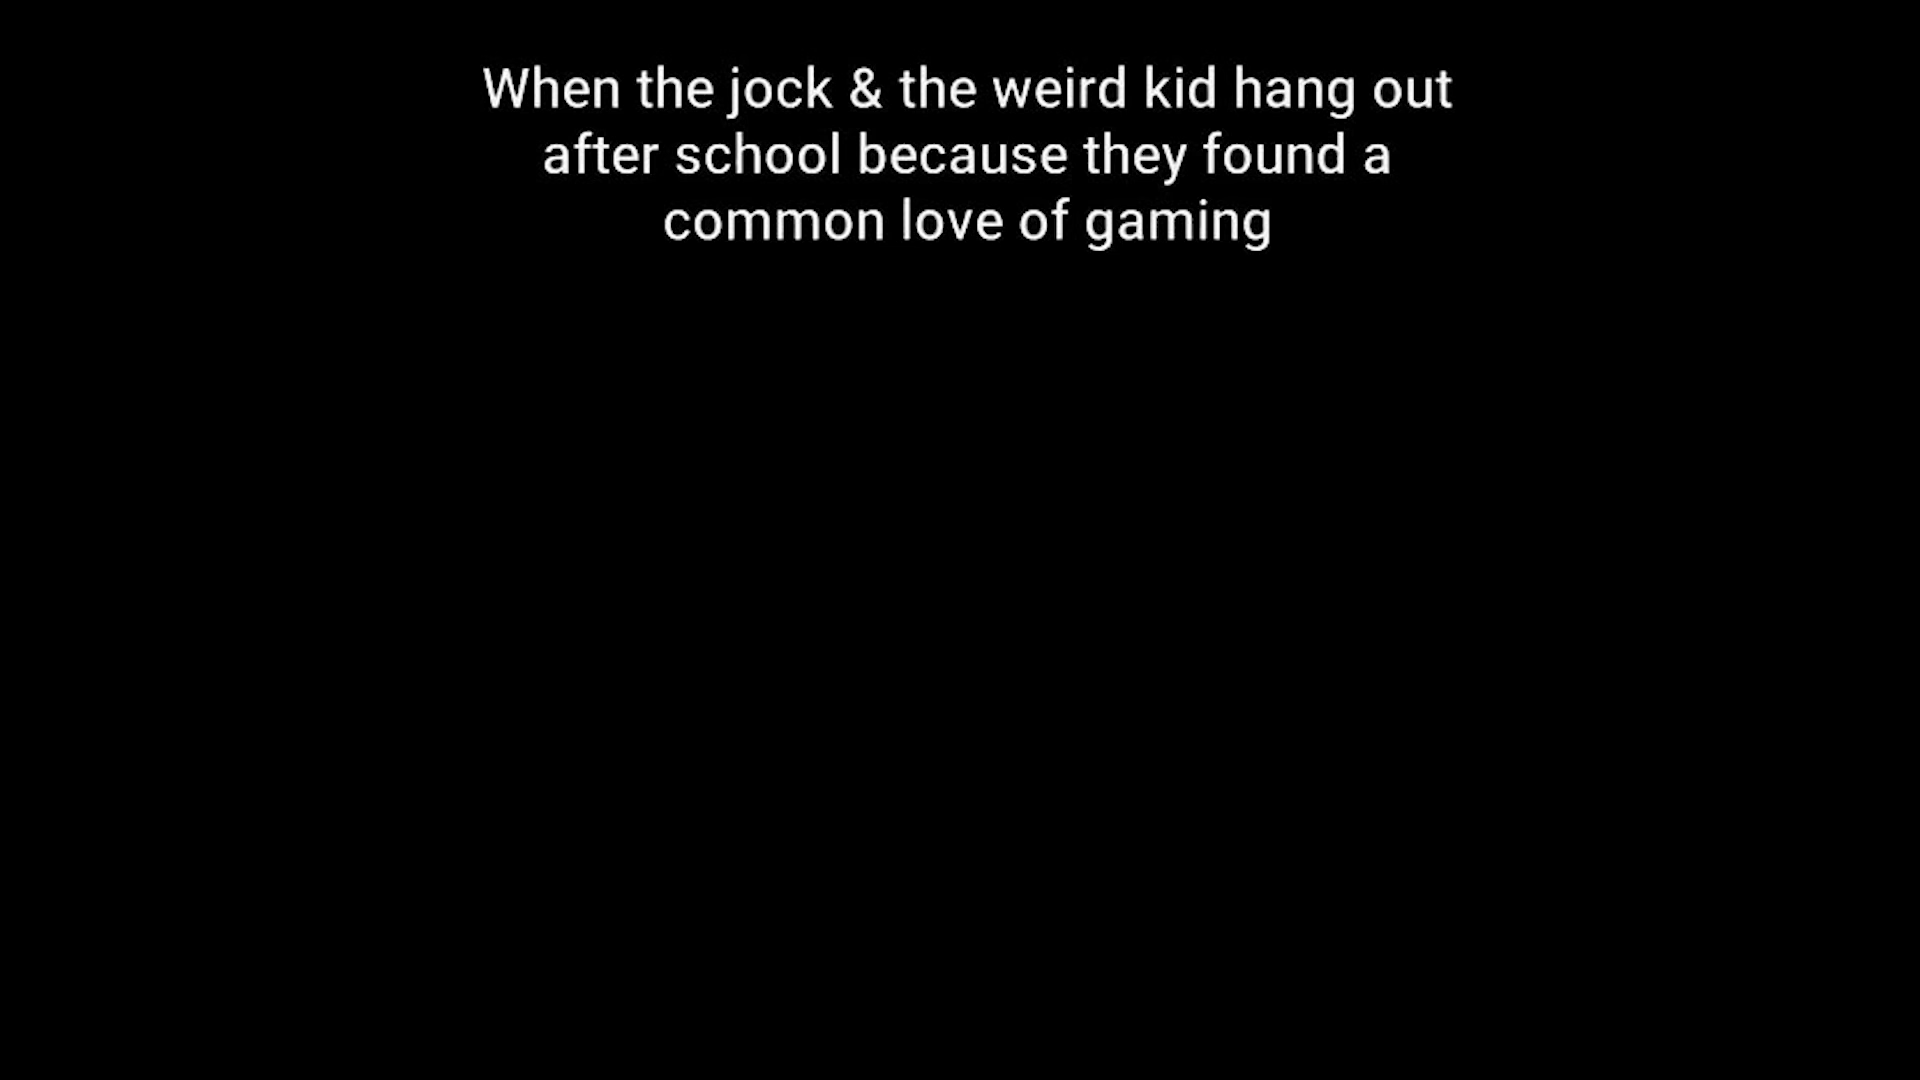 When the jock & the weird kid hang out
after school because they found a
common love of gaming